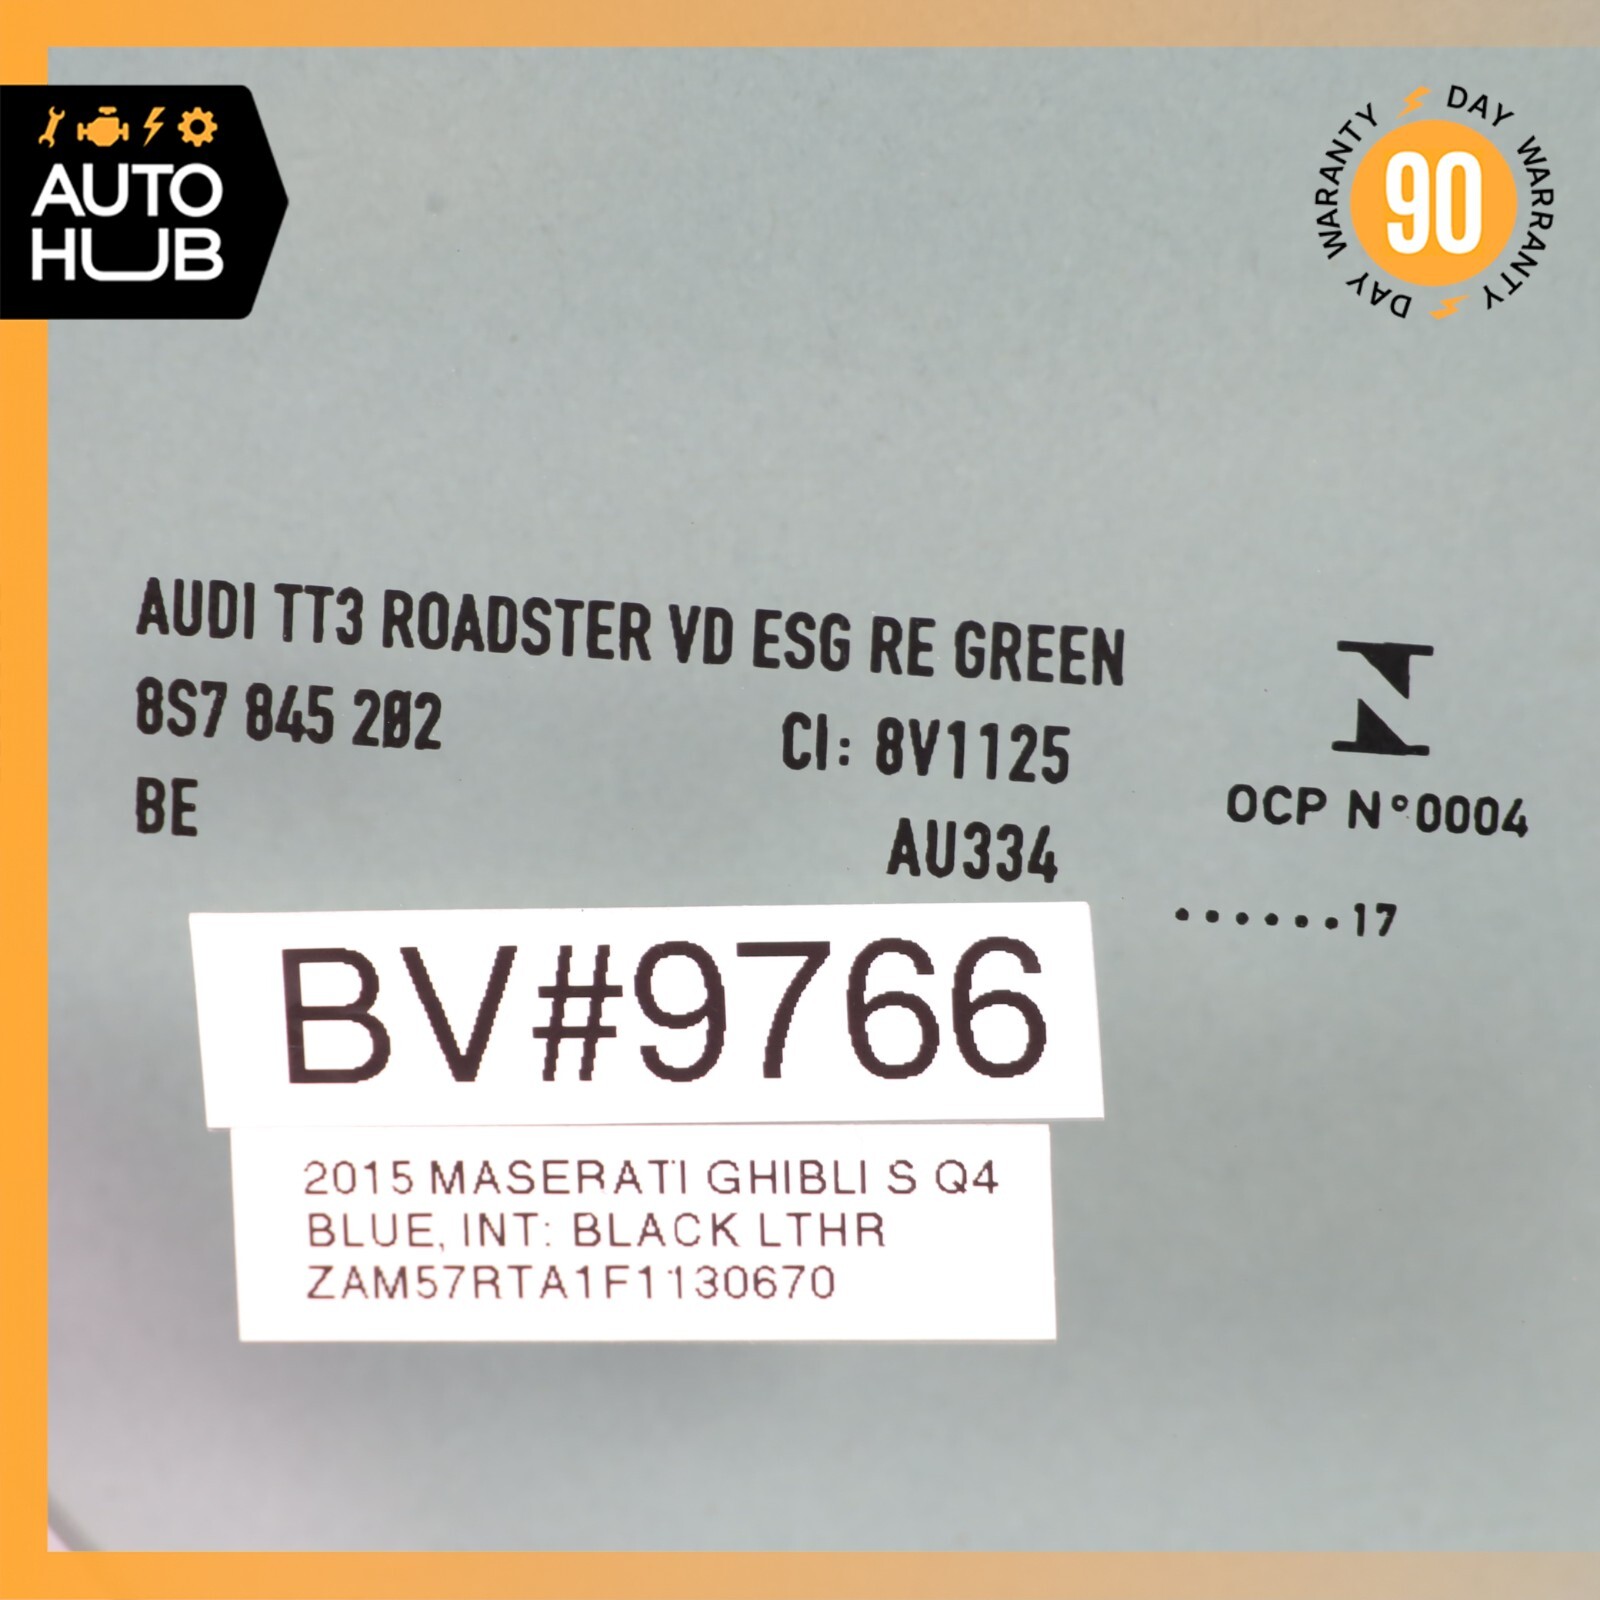 AUTO
HUB
DAY WARRANTY
DAY WARRANTY
90
AUDI TT3 ROADSTER VD ESG RE GREEN
8S7 845 202
CI: 8V1125
BE
AU334
OCP N°0004
......17
BV#9766
2015 MASERATI GHIBLI S Q4
BLUE, INT: BLACK LTHR
ZAM57RTA1F1130670